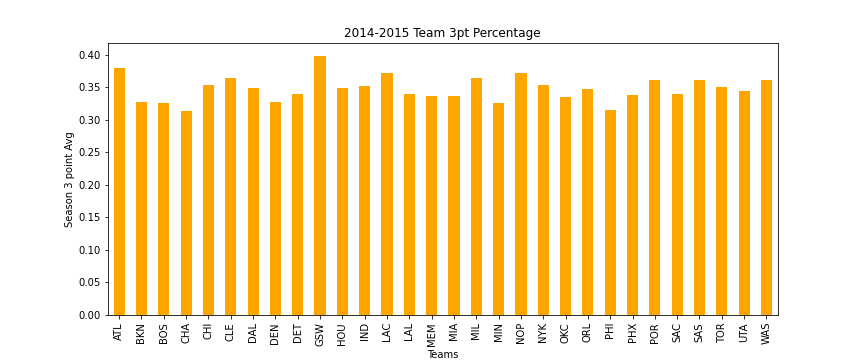 2014-2015 Team 3pt Percentage
0.40
0.35
0.30
0.25
0.20
0.15
0.10
0.05
0.00
Season 3 point Avg
ATL
BKN
BOS
CHA
CHI
CLE
DAL
DEN
DET
GSW
HOU
IND
LAC
LAL
MEM
MIA
MIL
MIN
NOP
NYK
OKC
ORL
PHI
PHX
POR
SAC
SAS
TOR
UTA
WAS
Teams